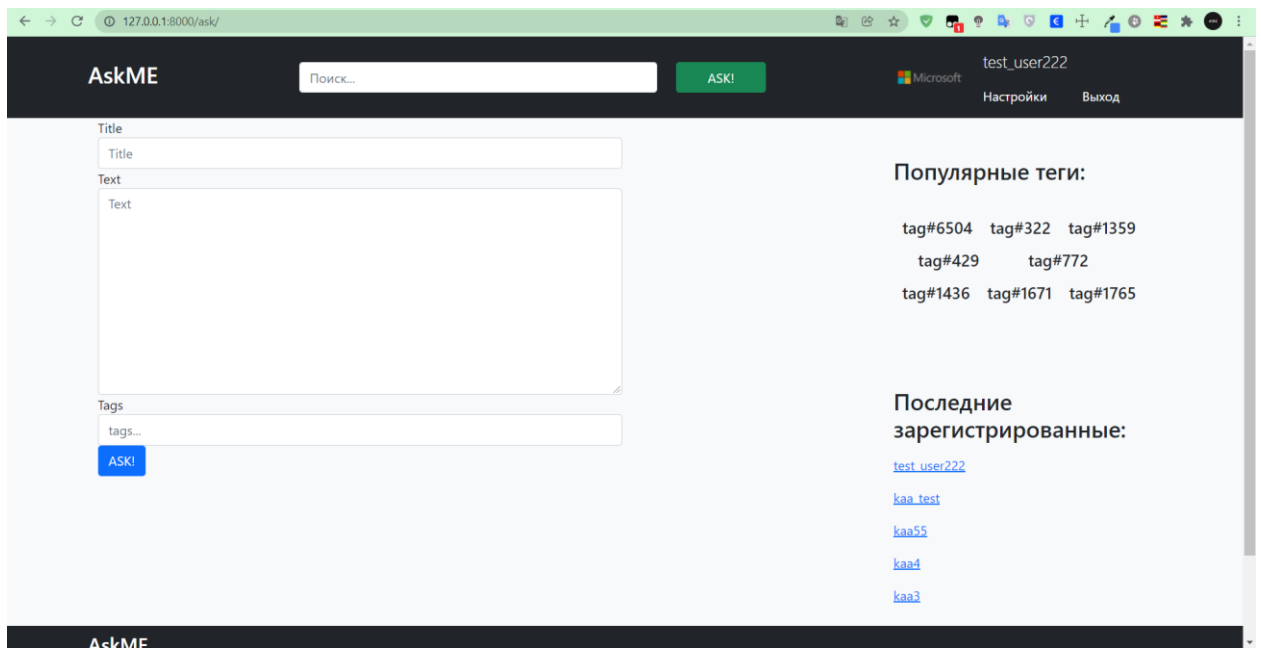 127.0.0.1:8000/ask/
1
AskME
Поиск...
ASK!
Microsoft
test_user222
Настройки Выход
Title
Title
Text
Text
Tags
tags...
ASK!
Популярные теги:
tag#6504 tag#322 tag#1359
tag#429 tag#772
tag#1436 tag#1671 tag#1765
Последние
зарегистрированные:
test_user222
kaa_test
kaa55
kaa4
kaa3
AskME